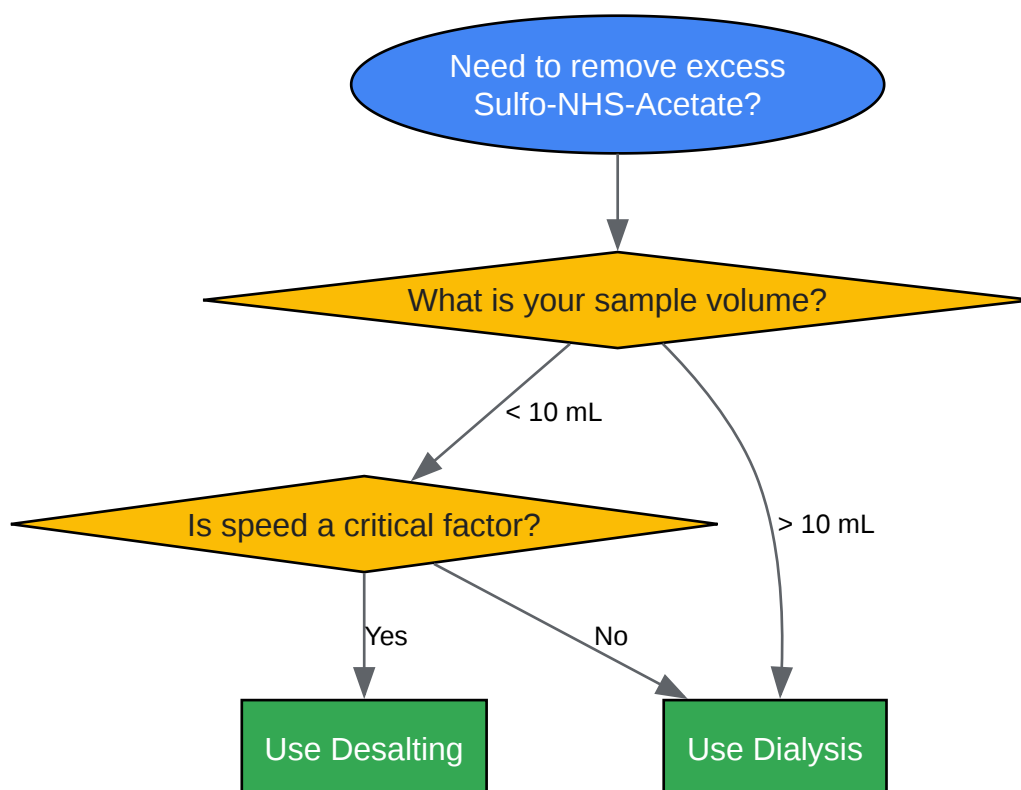 Need to remove excess
Sulfo-NHS-Acetate?
What is your sample volume?
< 10 mL
Is speed a critical factor?
> 10 mL
Yes
No
Use Desalting
Use Dialysis